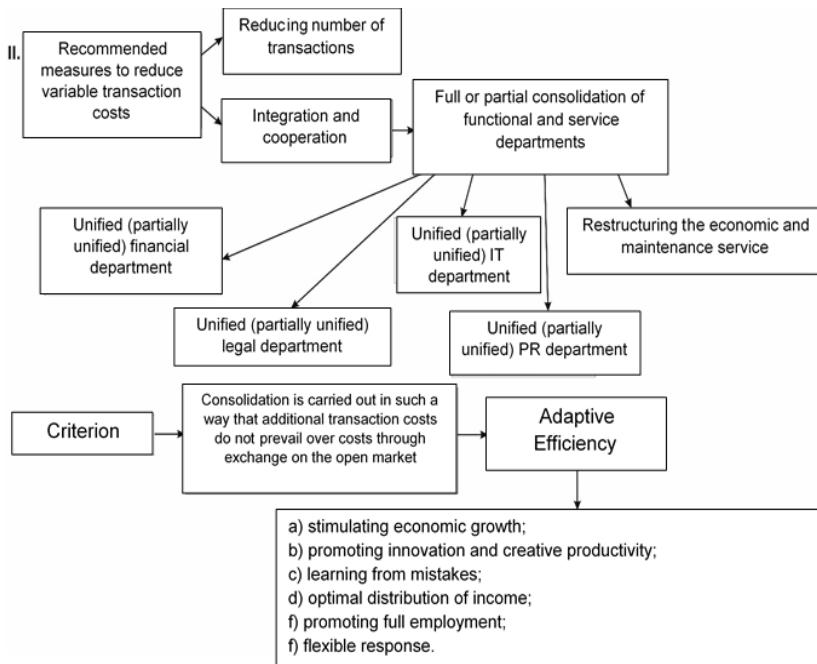 II.
Recommended
measures to reduce
variable transaction
costs
Reducing number of
transactions
Integration and
cooperation
Full or partial consolidation of
functional and service
departments
Unified (partially
unified) financial
department
Unified (partially unified)
legal department
Unified (partially
unified) IT
department
Unified (partially
unified) PR department
Restructuring the economic and
maintenance service
Criterion
Consolidation is carried out in such
a way that additional transaction costs
do not prevail over costs through
exchange on the open market
Adaptive
Efficiency
a) stimulating economic growth;
b) promoting innovation and creative productivity;
c) learning from mistakes;
d) optimal distribution of income;
f) promoting full employment;
f) flexible response.